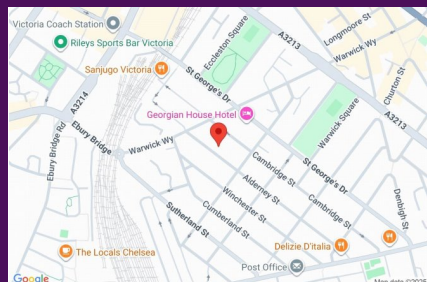 Victoria Coach Station
Rileys Sports Bar Victoria
Sanjugo Victoria
Eccleston Square
A3213
Longmoore St
Warwick Wy
Churton St
St George's Dr
A3214
Georgian House Hotel
Ebury Bridge Rd
Ebury Bridge
Warwick Wy
Warwick Square
A3213
St George's Dr
Cambridge St
Alderney St
Cambridge St
Winchester St
Cumberland St
Sutherland St
Denbigh St
The Locals Chelsea
Delizie D'italia
Post Office
Google
Map data ©2025